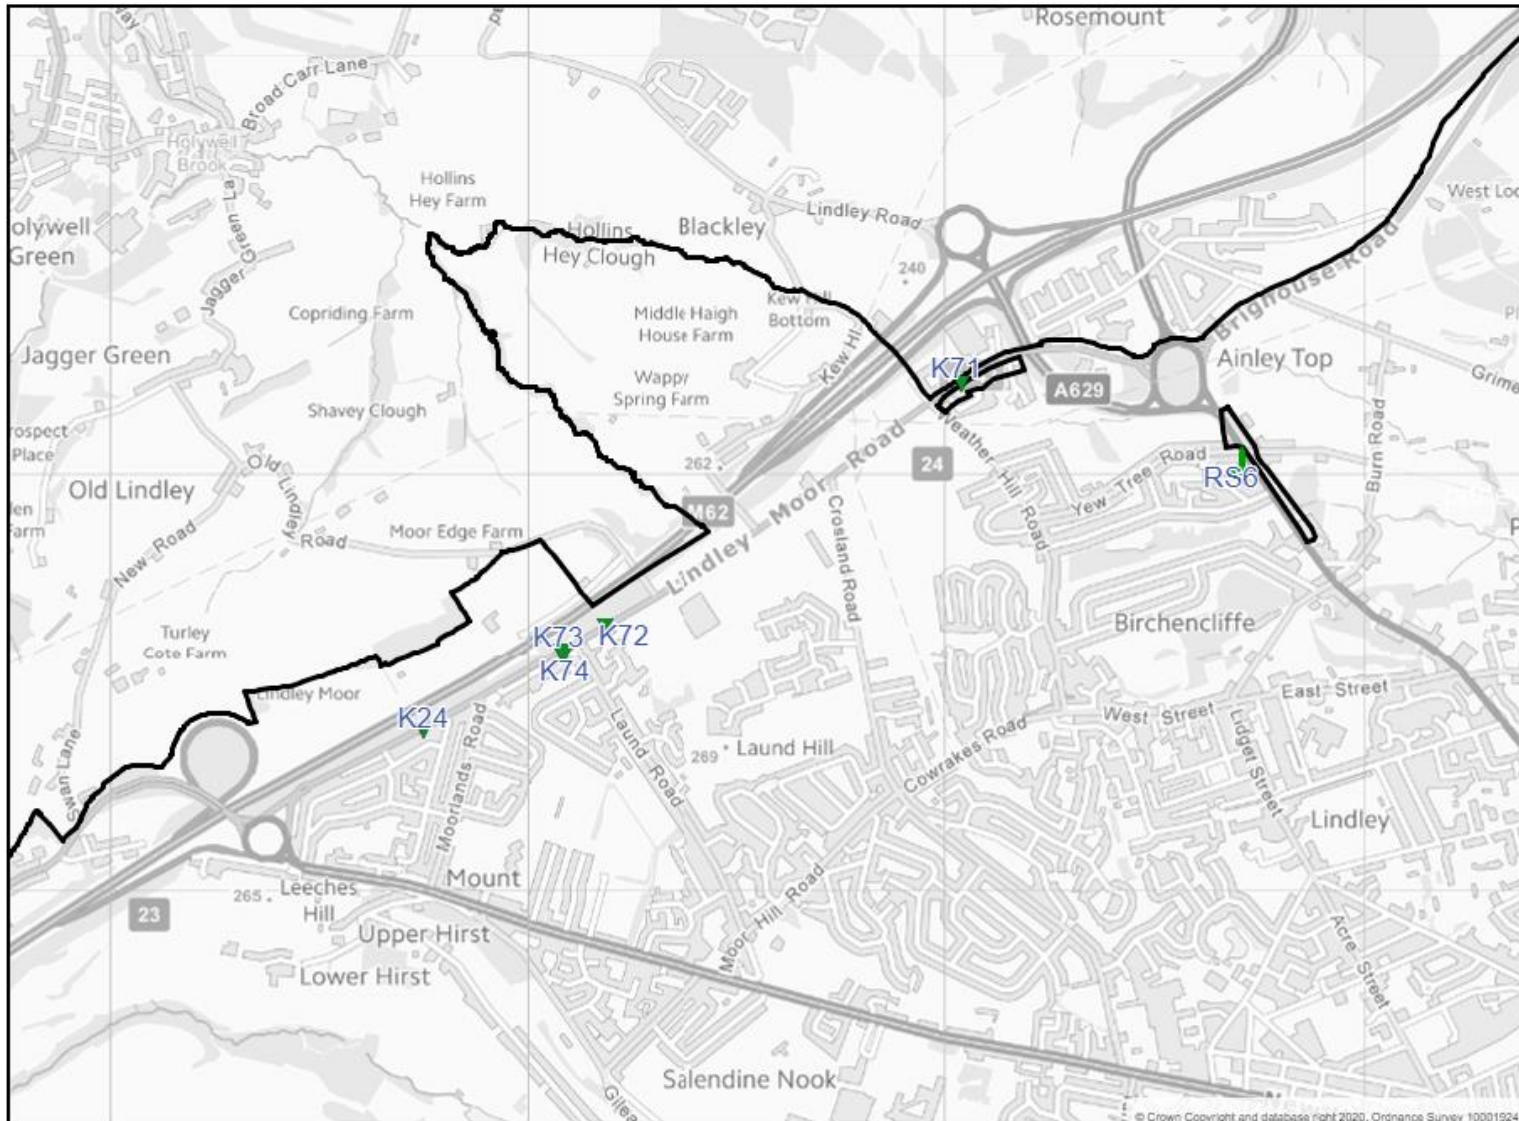 Rosemount
Broad Carr Lane
Holywell
Brook
Hollins
Hey Farm
West Loc
Lindley Road
olywell
Green
Jagger Green La
Hollins
Hey Clough
Blackley
240
Brighouse Road
Copriding Farm
Middle Haigh
House Farm
Kew Hill
Bottom
Jagger Green
Kew Hl
Ainley Top
K71
A629
Grime
Wappy
Spring Farm
Shavey Clough
rospect
Place
Old Lindley
Road
262
M62
24
Weather Hill Road
Yew Tree Road
RS6
Burn Road
Old Lindley
New Road
Moor Edge Farm
Lindley Moor Road
Crosland Road
Turley
Cote Farm
K73
K72
K74
Birchencliffe
Lindley Moor
K24
East Street
West Street
Swan Lane
Moorlands Road
Laund Road
269
Laund Hill
Cowrakes Road
Lidget Street
Lindley
Mount
265
Leeches
Hill
23
Upper Hirst
Lower Hirst
Moor Hill Road
Acre Street
Salendine Nook
Gilea
© Crown Copyright and database right 2020. Ordnance Survey 10001924